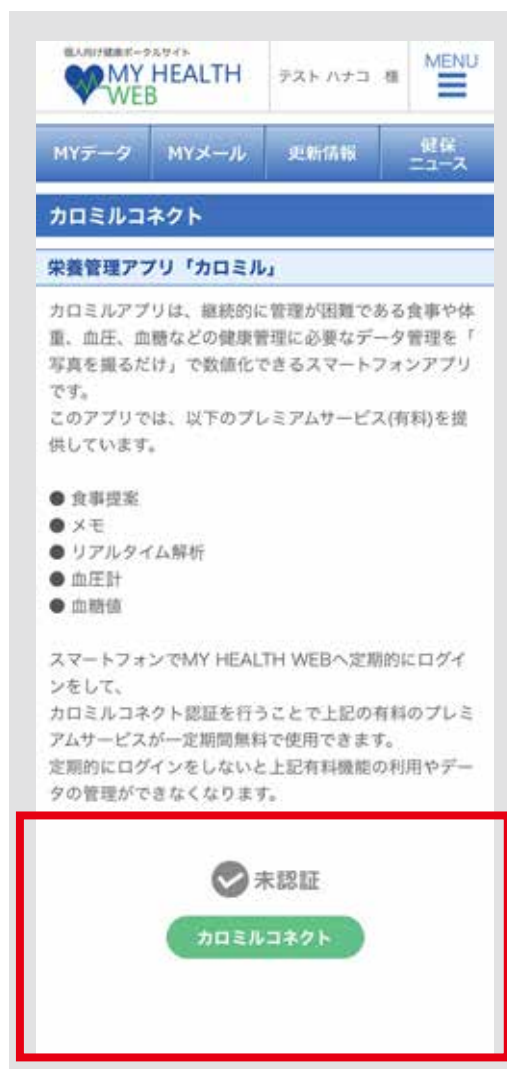 個人向け健康ポータルサイト
MY HEALTH
WEB
テスト ハナコ 様
MENU
MYデータ
MYメール
更新情報
健保
ニュース
カロミルコネクト
栄養管理アプリ「カロミル」
カロミルアプリは、継続的に管理が困難である食事や体
重、血圧、血糖などの健康管理に必要なデータ管理を「
写真を撮るだけ」で数値化できるスマートフォンアプリ
です。
このアプリでは、以下のプレミアムサービス(有料)を提
供しています。
● 食事提案
● メモ
● リアルタイム解析
● 血圧計
● 血糖値
スマートフォンでMY HEALTH WEBへ定期的にログイ
ンをして、
カロミルコネクト認証を行うことで上記の有料のプレミ
アムサービスが一定期間無料で使用できます。
定期的にログインをしないと上記有料機能の利用やデー
タの管理ができなくなります。
未認証
カロミルコネクト